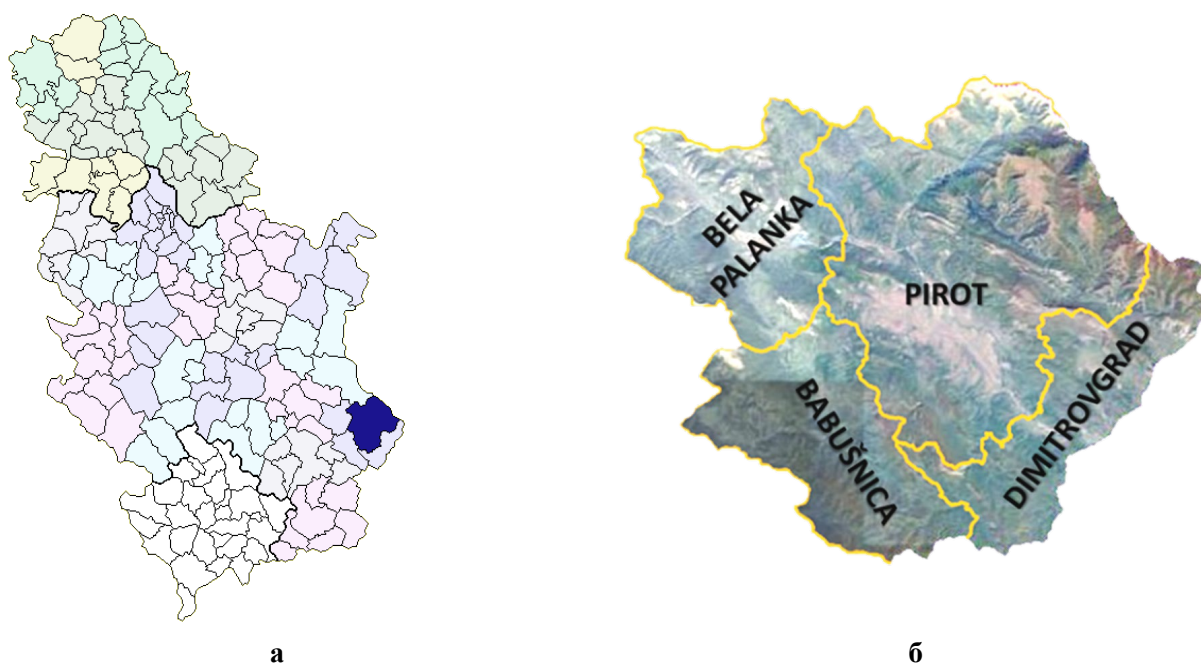 BELA
PALANKA
PIROT
BABUŠNICA
DIMITROVGRAD
а
б